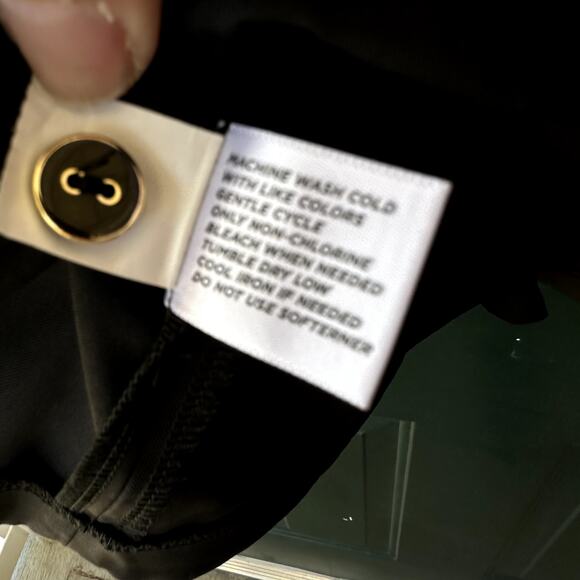 MACHINE WASH COLD
WITH LIKE COLORS
GENTLE CYCLE
ONLY NON-CHLORINE
BLEACH WHEN NEEDED
TUMBLE DRY LOW
COOL IRON IF NEEDED
DO NOT USE SOFTERNER